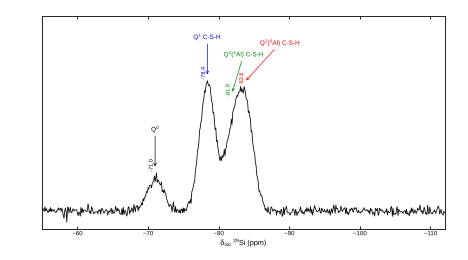 Q¹ C-S-H
Q²(⁰Al) C-S-H
Q²(¹Al) C-S-H
-78.4
-83.8
-81.9
Q⁰
-71.0
−60 −70 −80 −90 −100 −110
δiso ²⁹Si (ppm)